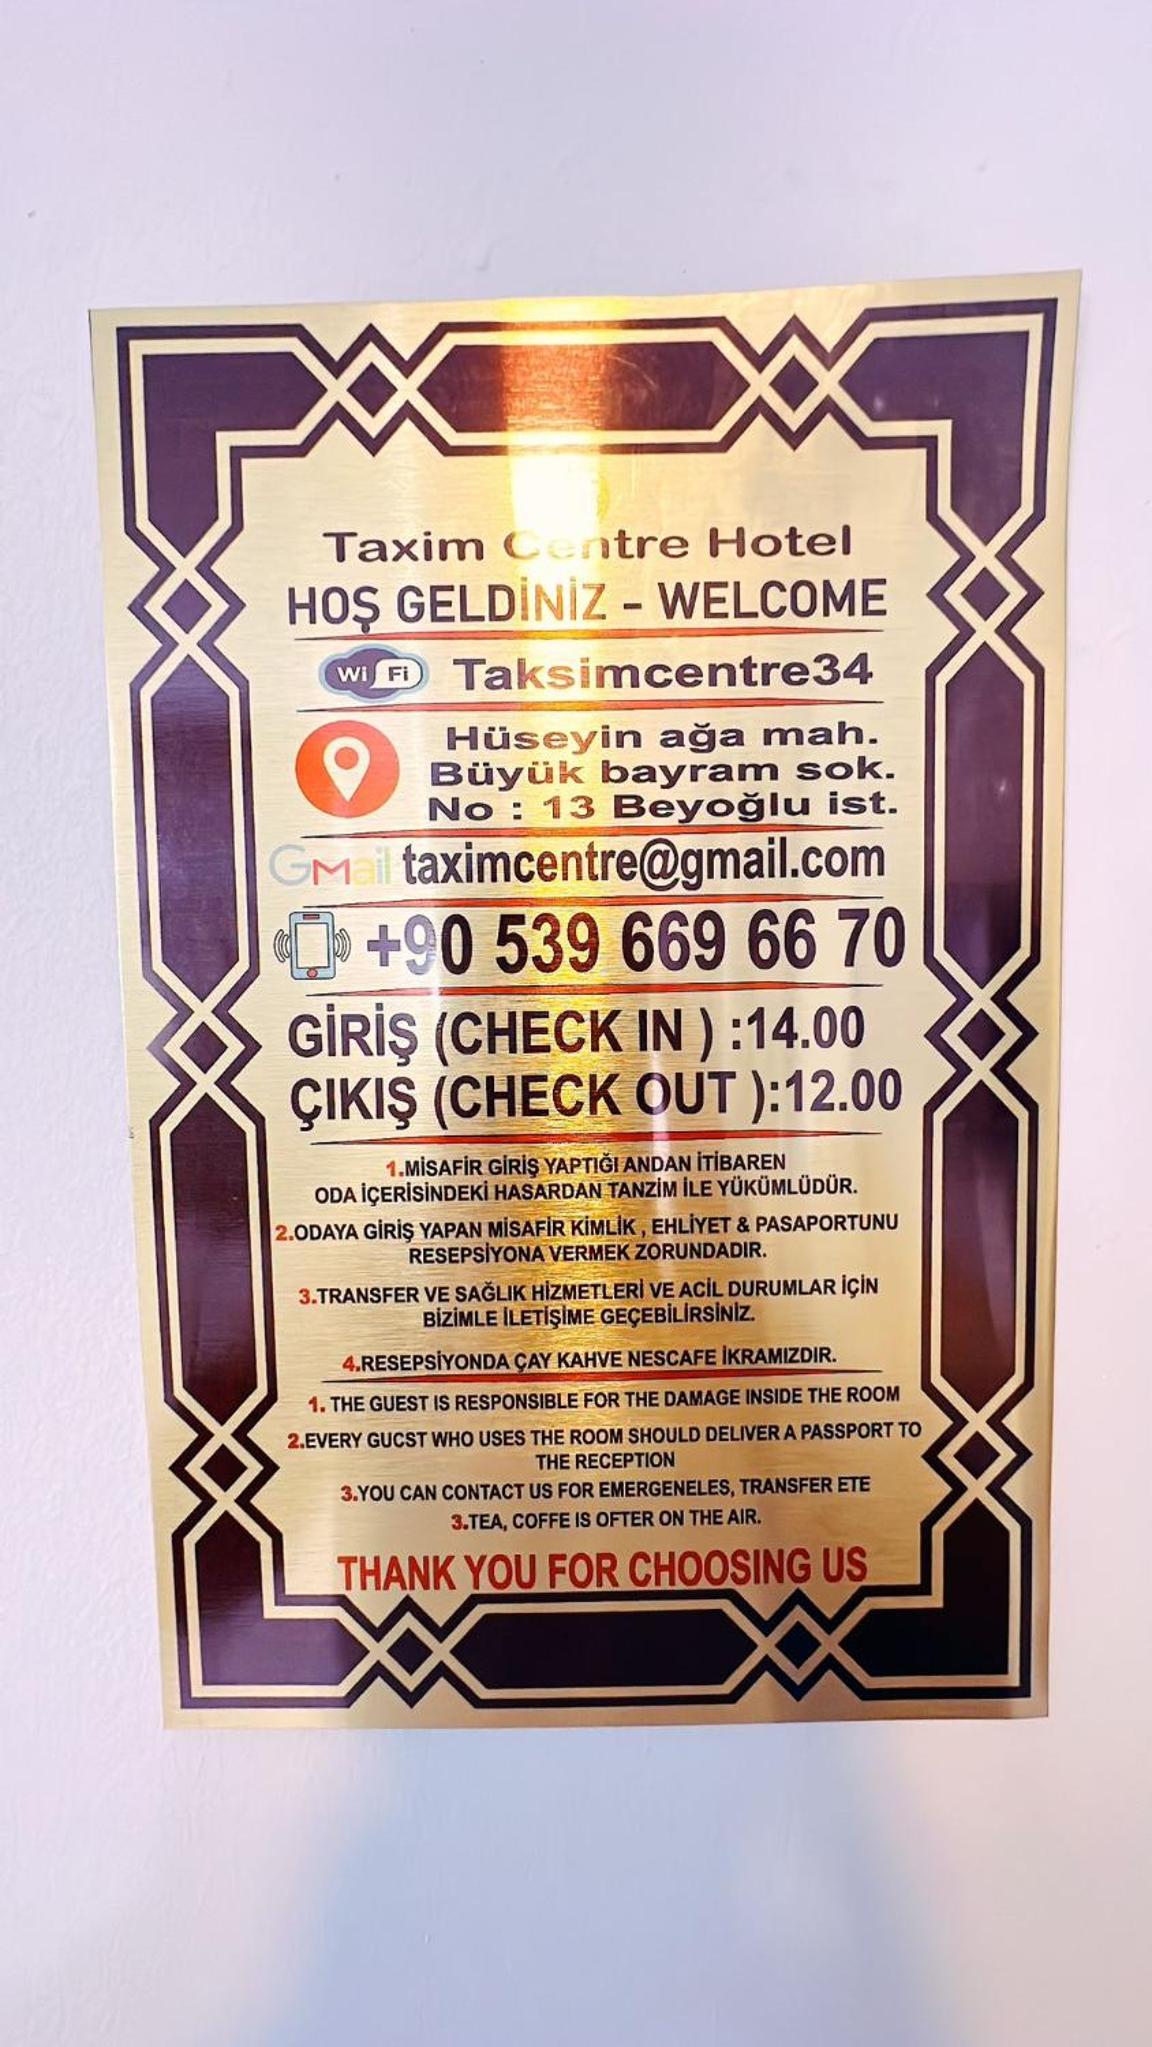 Taxim Centre Hotel
HOŞ GELDİNİZ - WELCOME
Wi Fi Taksimcentre34
Hüseyin ağa mah.
Büyük bayram sok.
No : 13 Beyoğlu ist.
GMail taximcentre@gmail.com
+90 539 669 66 70
GİRİŞ (CHECK IN ) :14.00
ÇIKIŞ (CHECK OUT ):12.00
1.MİSAFİR GİRİŞ YAPTIĞI ANDAN İTİBAREN
ODA İÇERİSİNDEKİ HASARDAN TANZİM İLE YÜKÜMLÜDÜR.
2.ODAYA GİRİŞ YAPAN MİSAFİR KİMLİK , EHLİYET & PASAPORTUNU
RESEPSİYONA VERMEK ZORUNDADIR.
3.TRANSFER VE SAĞLIK HİZMETLERİ VE ACİL DURUMLAR İÇİN
BİZİMLE İLETİŞİME GEÇEBİLİRSİNİZ.
4.RESEPSİYONDA ÇAY KAHVE NESCAFE İKRAMIZDIR.
1. THE GUEST IS RESPONSIBLE FOR THE DAMAGE INSIDE THE ROOM
2.EVERY GUCST WHO USES THE ROOM SHOULD DELIVER A PASSPORT TO
THE RECEPTION
3.YOU CAN CONTACT US FOR EMERGENELES, TRANSFER ETE
3.TEA, COFFE IS OFTER ON THE AIR.
THANK YOU FOR CHOOSING US